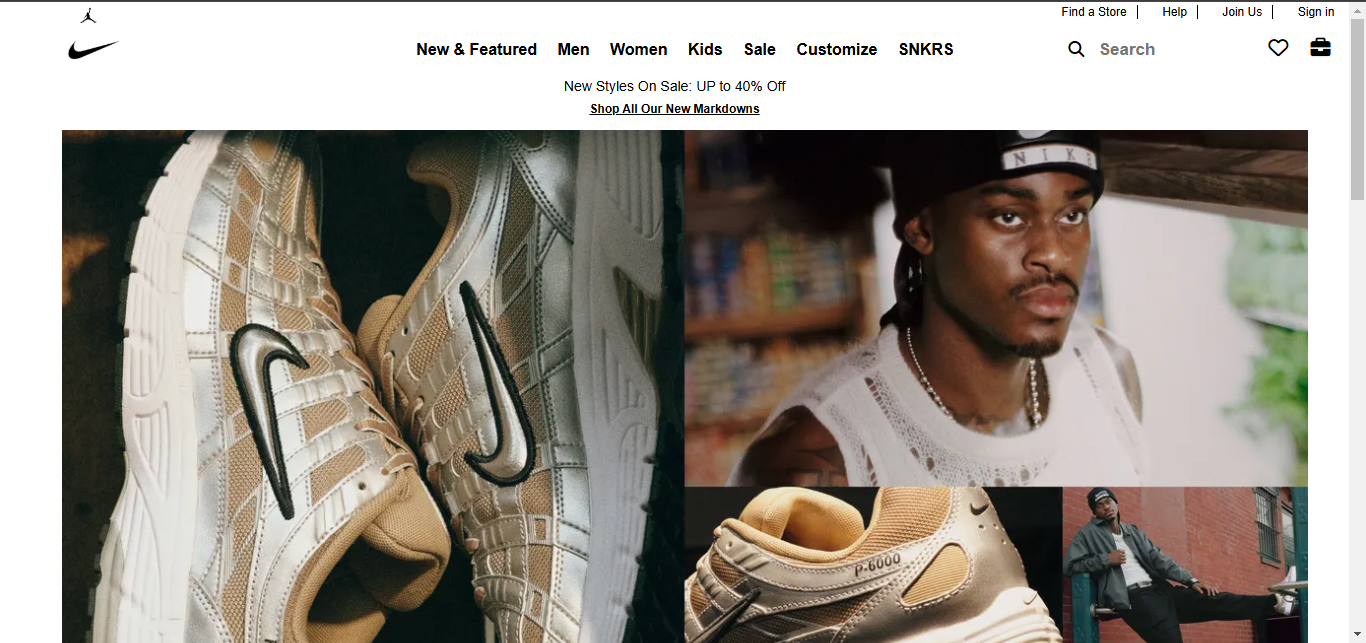 Find a Store Help Join Us Sign in
New & Featured Men Women Kids Sale Customize SNKRS Search
New Styles On Sale: UP to 40% Off
Shop All Our New Markdowns
NIKE
P-6000